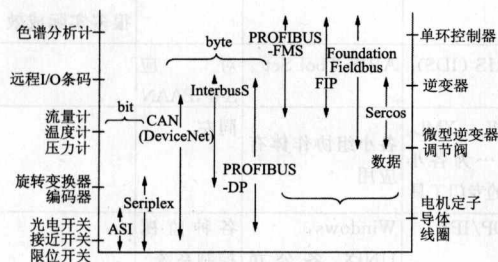 色谱分析计
远程I/O条码
流量计
温度计
压力计
旋转变换器
编码器
光电开关
接近开关
限位开关
bit
byte
ASI
Seriplex
CAN
(DeviceNet)
InterbusS
PROFIBUS
-DP
PROFIBUS
-FMS
FIP
Foundation
Fieldbus
Sercos
数据
单环控制器
逆变器
微型逆变器
调节阀
电机定子
导体
线圈